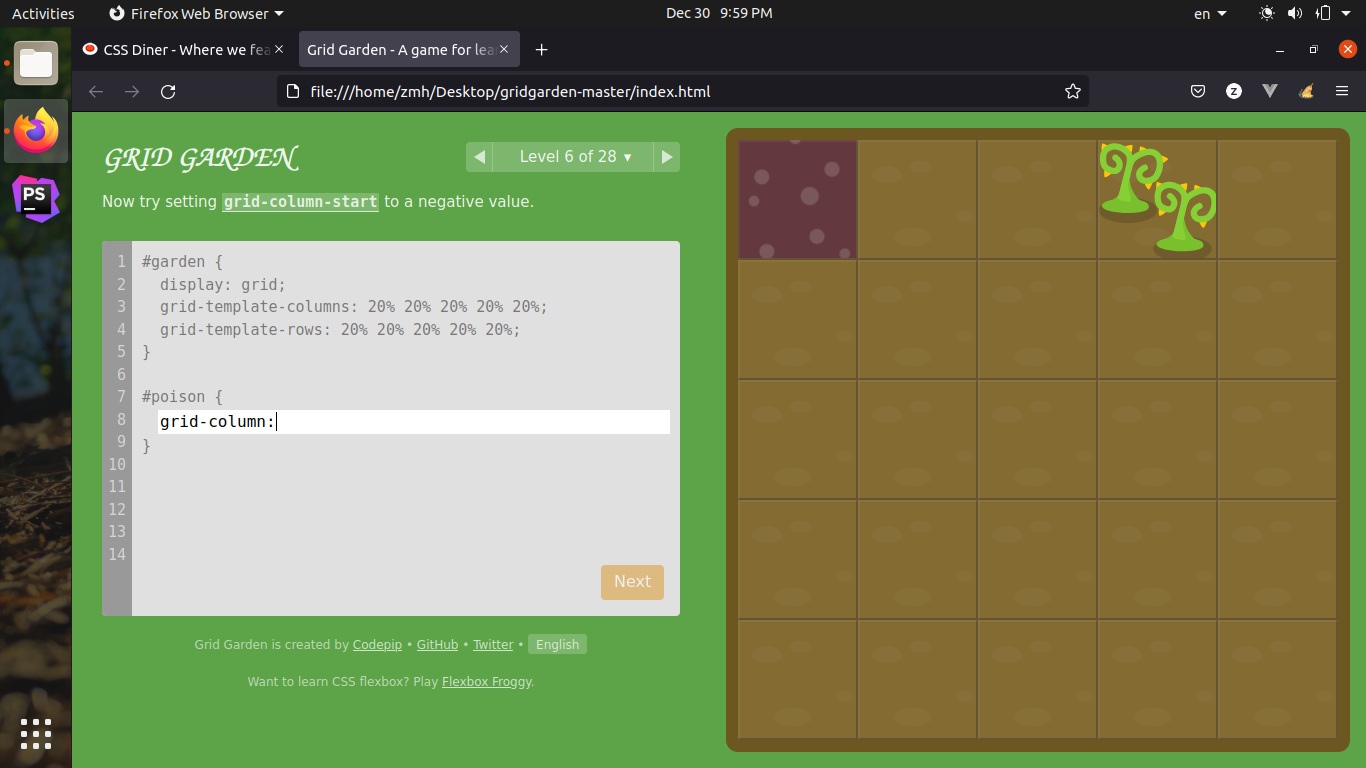 Activities Firefox Web Browser Dec 30 9:59 PM en
CSS Diner - Where we fea Grid Garden - A game for lea
file:///home/zmh/Desktop/gridgarden-master/index.html Z
PS
GRID GARDEN
Level 6 of 28 ▾
Now try setting grid-column-start to a negative value.
1 #garden {
2 display: grid;
3 grid-template-columns: 20% 20% 20% 20% 20%;
4 grid-template-rows: 20% 20% 20% 20% 20%;
5 }
6
7 #poison {
8 grid-column:
9 }
10
11
12
13
14
Next
Grid Garden is created by Codepip • GitHub • Twitter • English
Want to learn CSS flexbox? Play Flexbox Froggy.